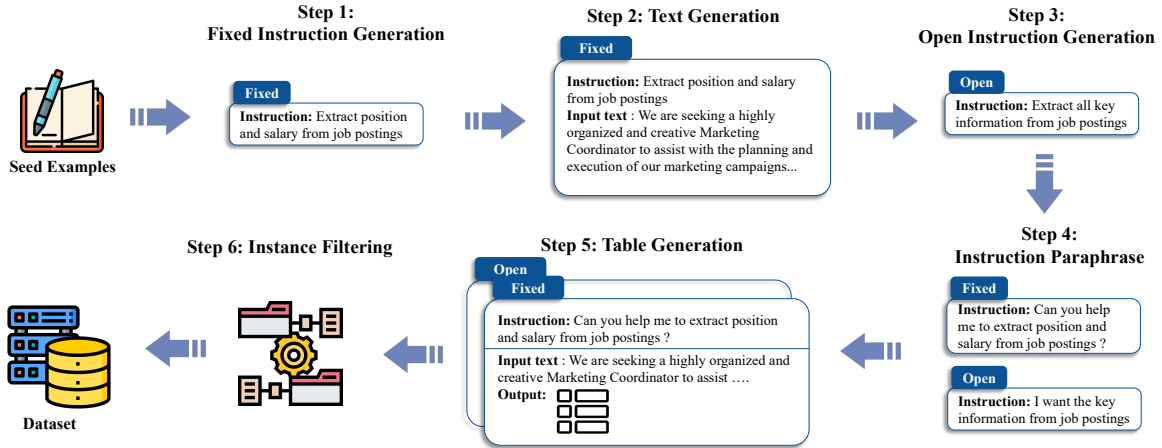 Step 1:
Fixed Instruction Generation
Seed Examples
Fixed
Instruction: Extract position
and salary from job postings
Step 2: Text Generation
Fixed
Instruction: Extract position and salary
from job postings
Input text : We are seeking a highly
organized and creative Marketing
Coordinator to assist with the planning and
execution of our marketing campaigns...
Step 3:
Open Instruction Generation
Open
Instruction: Extract all key
information from job postings
Step 4:
Instruction Paraphrase
Fixed
Instruction: Can you help
me to extract position and
salary from job postings ?
Open
Instruction: I want the key
information from job postings
Step 5: Table Generation
Open
Fixed
Instruction: Can you help me to extract position
and salary from job postings ?
Input text : We are seeking a highly organized and
creative Marketing Coordinator to assist ….
Output:
Step 6: Instance Filtering
Dataset